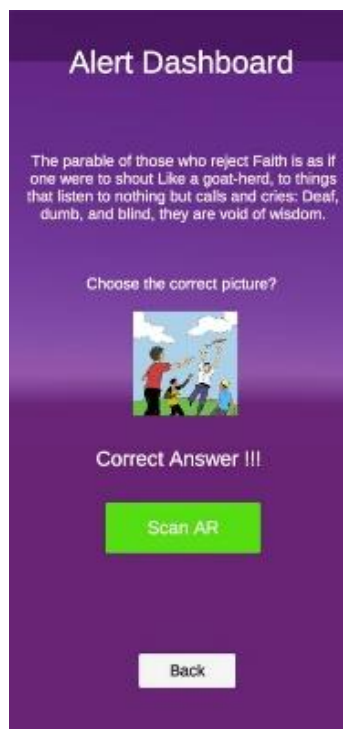 Alert Dashboard
The parable of those who reject Faith is as if
one were to shout Like a goat-herd, to things
that listen to nothing but calls and cries: Deaf,
dumb, and blind, they are void of wisdom.
Choose the correct picture?
Correct Answer !!!
Scan AR
Back